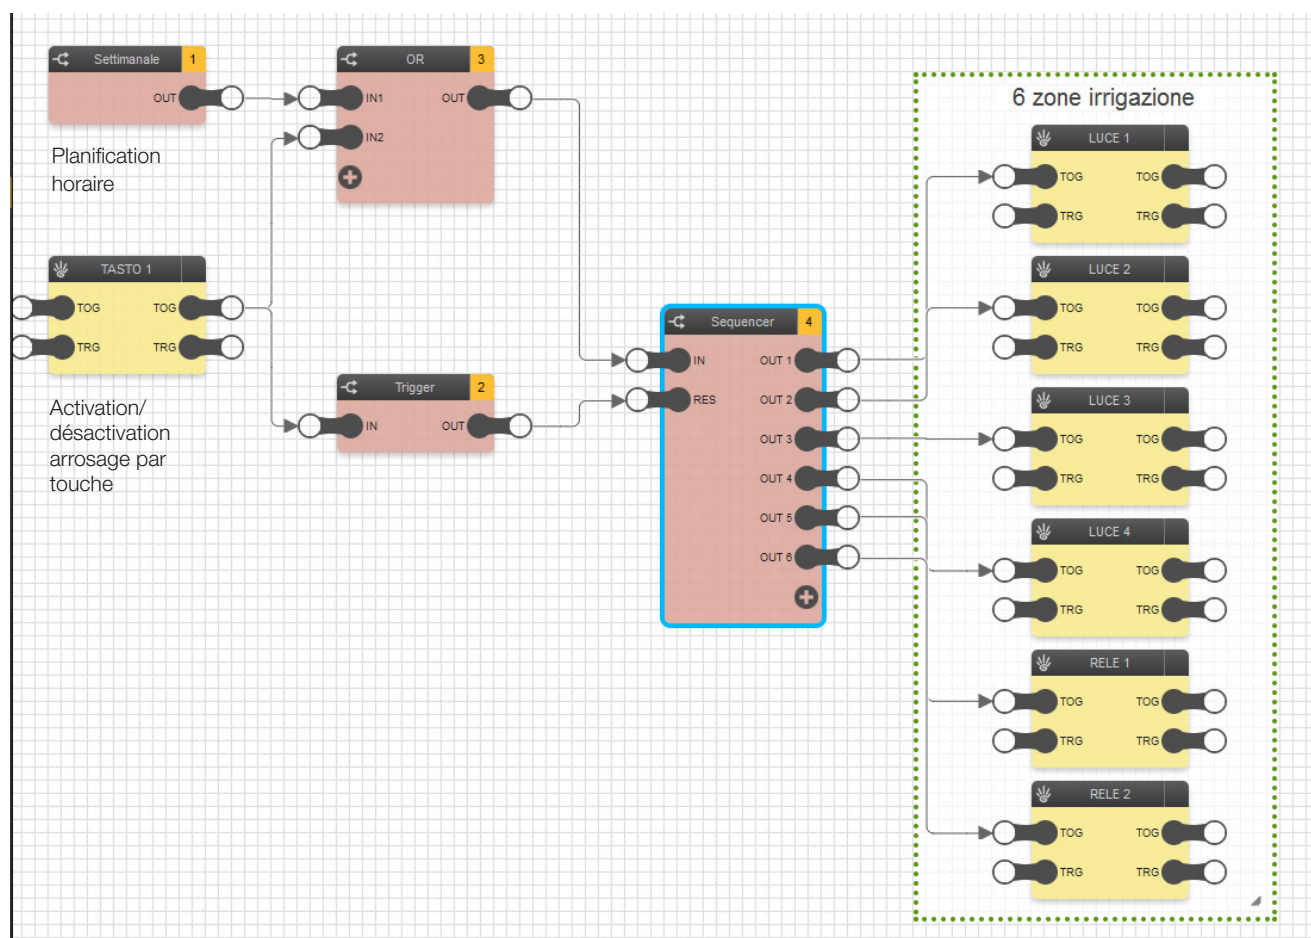 Settimanale 1
OUT
Planification
horaire
OR 3
IN1 OUT
IN2
TASTO 1
TOG TOG
TRG TRG
Activation/
désactivation
arrosage par
touche
Trigger 2
IN OUT
Sequencer 4
IN OUT 1
RES OUT 2
OUT 3
OUT 4
OUT 5
OUT 6
6 zone irrigazione
LUCE 1
TOG TOG
TRG TRG
LUCE 2
TOG TOG
TRG TRG
LUCE 3
TOG TOG
TRG TRG
LUCE 4
TOG TOG
TRG TRG
RELE 1
TOG TOG
TRG TRG
RELE 2
TOG TOG
TRG TRG